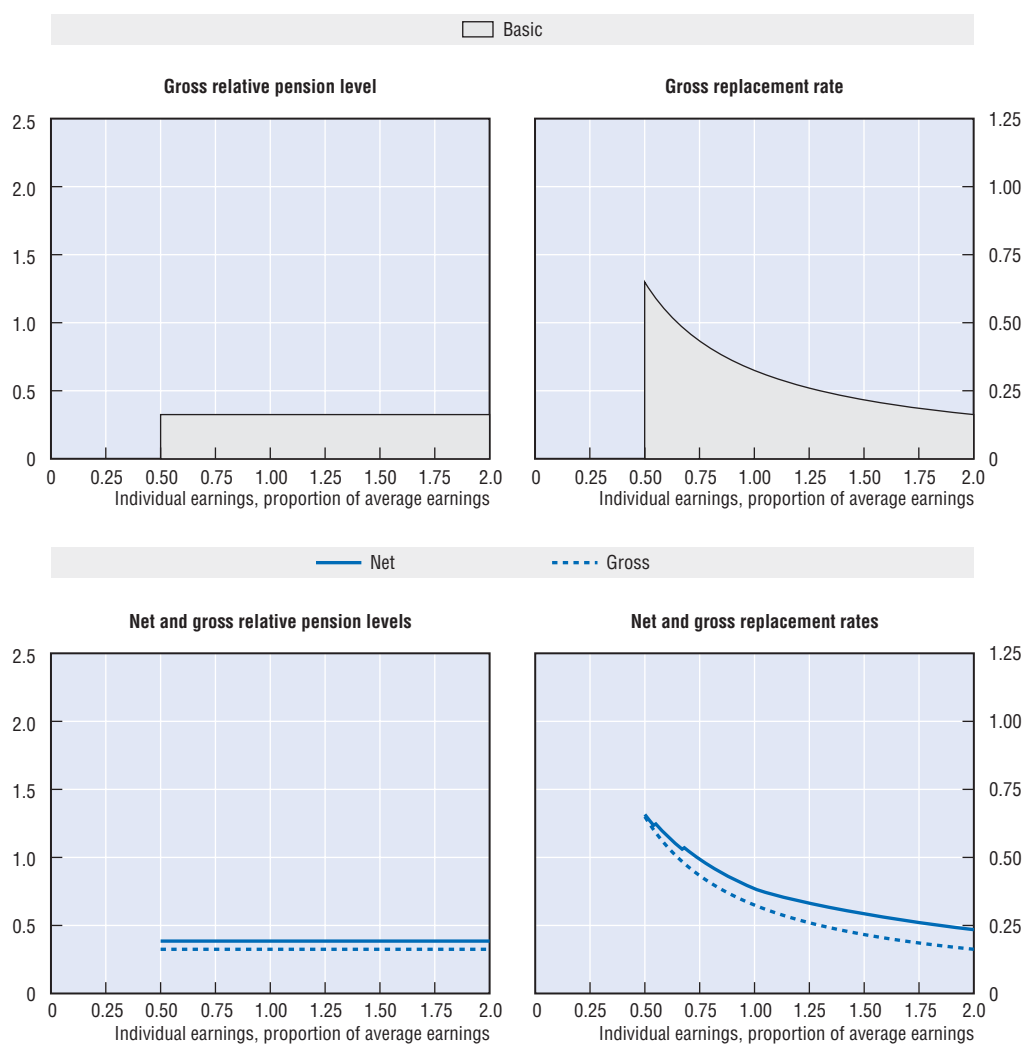 Basic
Gross relative pension level
2.5
2.0
1.5
1.0
0.5
0
0 0.25 0.50 0.75 1.00 1.25 1.50 1.75 2.0
Individual earnings, proportion of average earnings
Gross replacement rate
1.25
1.00
0.75
0.50
0.25
0
0 0.25 0.50 0.75 1.00 1.25 1.50 1.75 2.0
Individual earnings, proportion of average earnings
Net Gross
Net and gross relative pension levels
2.5
2.0
1.5
1.0
0.5
0
0 0.25 0.50 0.75 1.00 1.25 1.50 1.75 2.0
Individual earnings, proportion of average earnings
Net and gross replacement rates
1.25
1.00
0.75
0.50
0.25
0
0 0.25 0.50 0.75 1.00 1.25 1.50 1.75 2.0
Individual earnings, proportion of average earnings